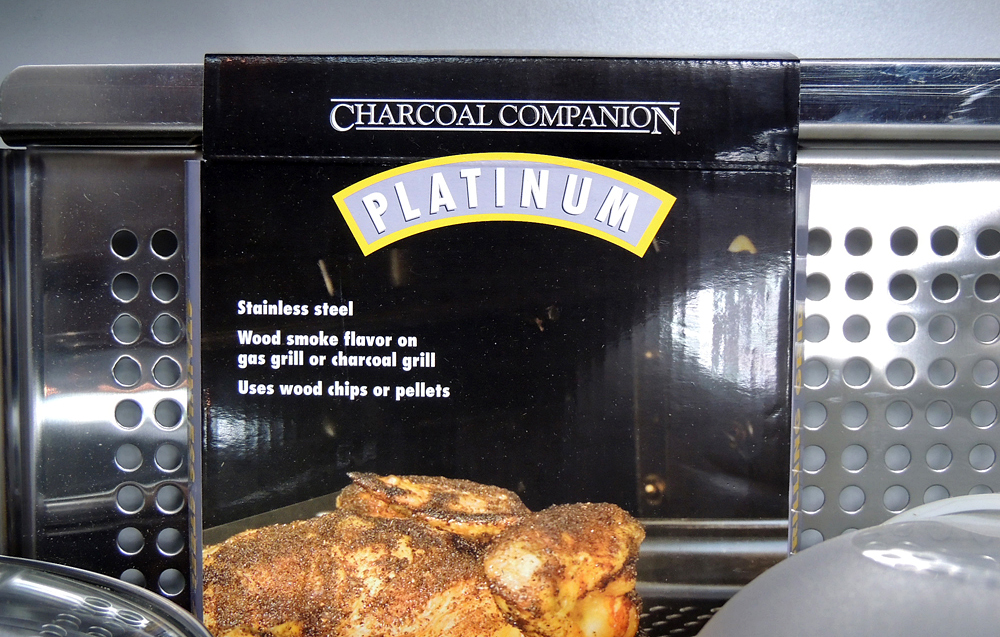 CHARCOAL COMPANION
PLATINUM
Stainless steel
Wood smoke flavor on
gas grill or charcoal grill
Uses wood chips or pellets